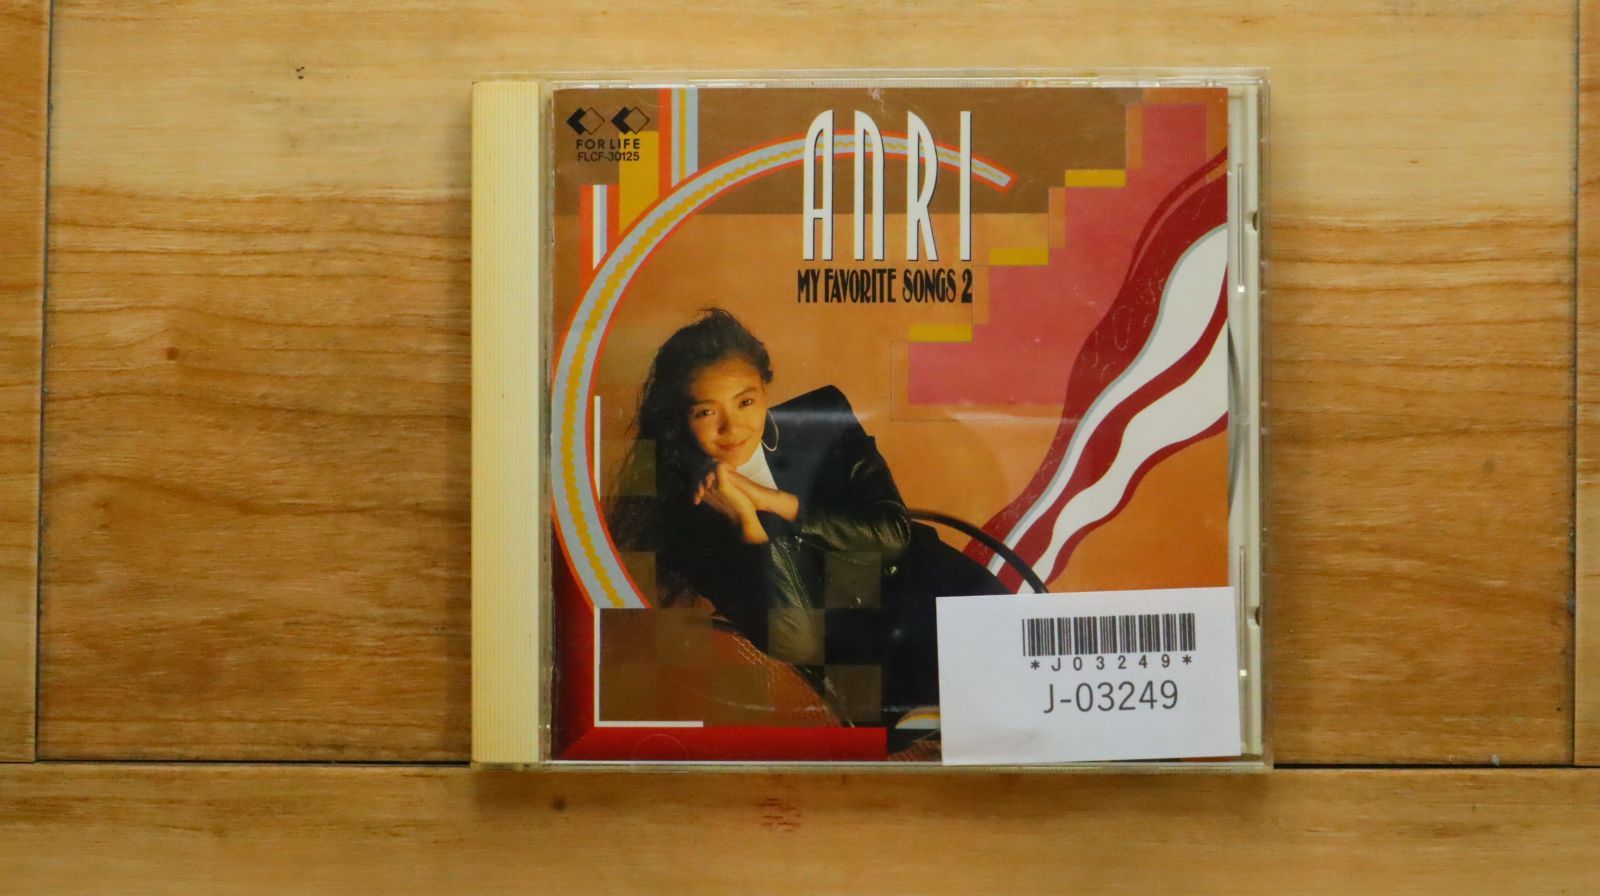 FOR LIFE
FLCF-30125
ANRI
MY FAVORITE SONGS 2
*J03249*
J-03249